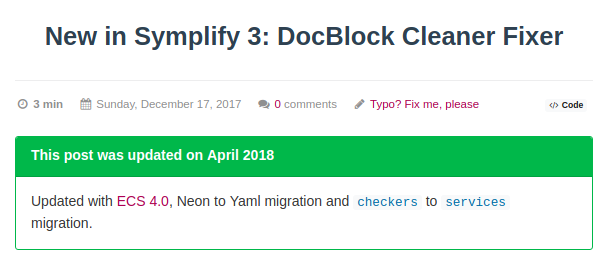 New in Symplify 3: DocBlock Cleaner Fixer
3 min Sunday, December 17, 2017 0 comments Typo? Fix me, please </> Code
This post was updated on April 2018
Updated with ECS 4.0, Neon to Yaml migration and checkers to services
migration.